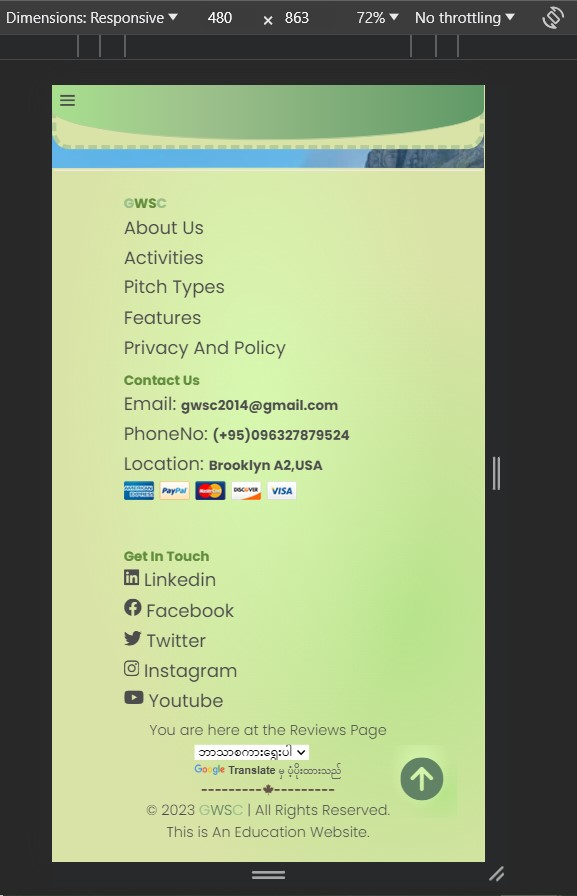 Dimensions: Responsive 480 × 863 72% No throttling
GWSC
About Us
Activities
Pitch Types
Features
Privacy And Policy
Contact Us
Email: gwsc2014@gmail.com
PhoneNo: (+95)096327879524
Location: Brooklyn A2,USA
AMERICAN EXPRESS PayPal MasterCard DISCOVER VISA
Get In Touch
Linkedin
Facebook
Twitter
Instagram
Youtube
You are here at the Reviews Page
ဘာသာစကားရွေးပါ
Google Translate မှ ပံ့ပိုးထားသည်
---------🍁---------
© 2023 GWSC | All Rights Reserved.
This is An Education Website.